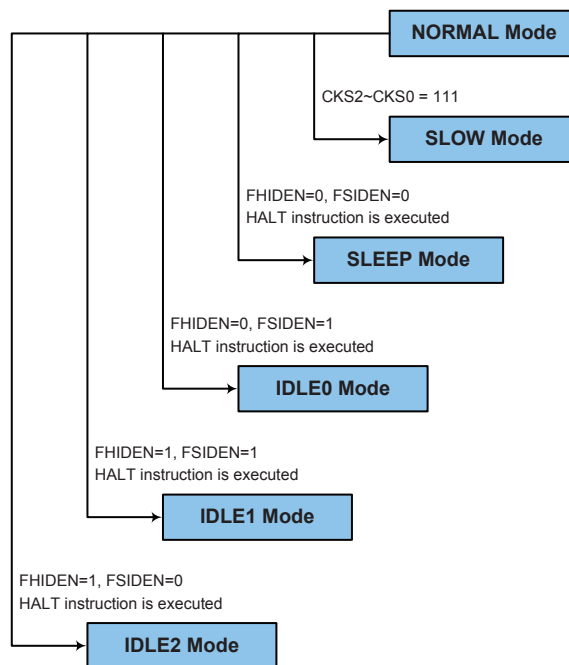 NORMAL Mode
CKS2~CKS0 = 111
SLOW Mode
FHIDEN=0, FSIDEN=0
HALT instruction is executed
SLEEP Mode
FHIDEN=0, FSIDEN=1
HALT instruction is executed
IDLE0 Mode
FHIDEN=1, FSIDEN=1
HALT instruction is executed
IDLE1 Mode
FHIDEN=1, FSIDEN=0
HALT instruction is executed
IDLE2 Mode